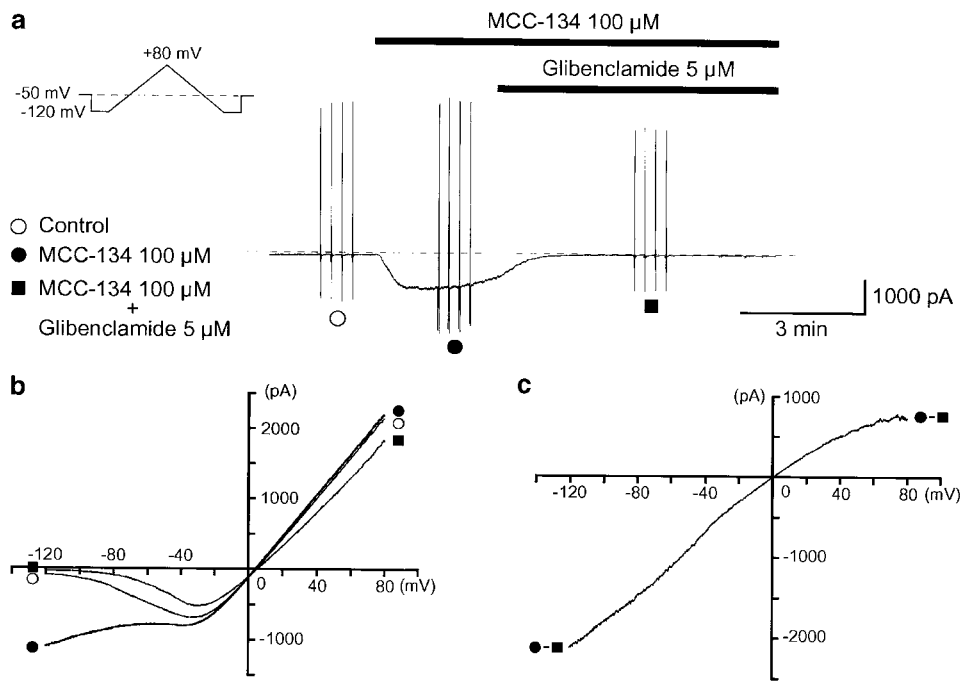 a
MCC-134 100 µM
Glibenclamide 5 µM
+80 mV
-50 mV
-120 mV
○ Control
● MCC-134 100 µM
■ MCC-134 100 µM
+
Glibenclamide 5 µM
1000 pA
3 min
b
(pA)
2000
1000
-120 -80 -40 0 40 80 (mV)
-1000
c
(pA) 1000
-120 -80 -40 0 40 80 (mV)
-1000
-2000